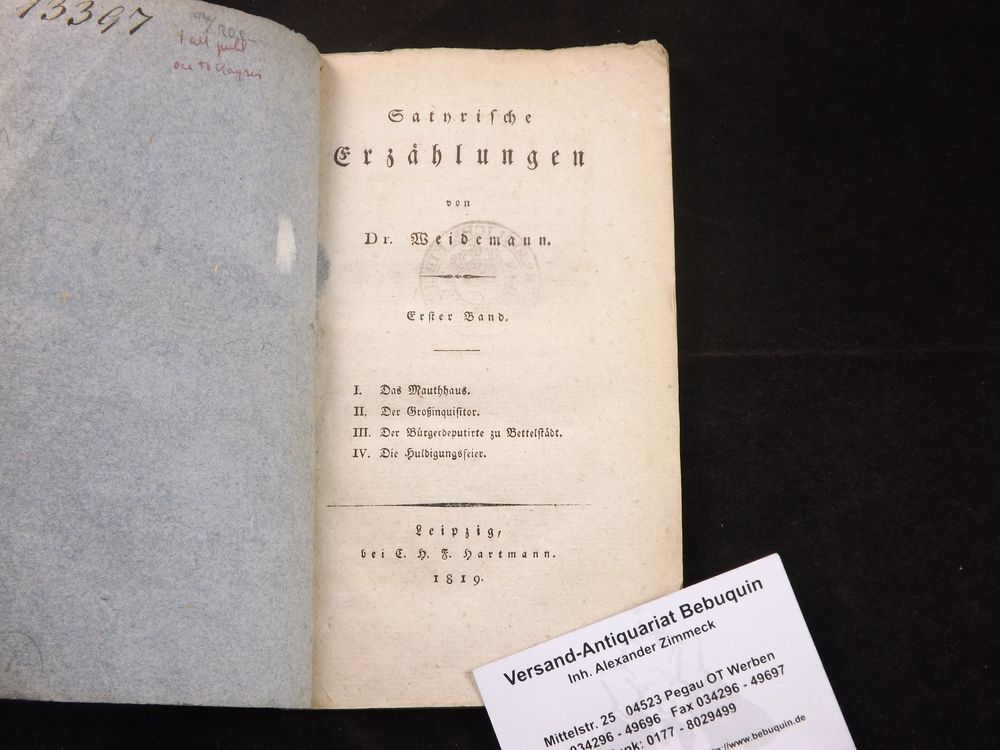 13397
Satyrische
Erzählungen
von
Dr. Weidemann.
Erster Band.
I. Das Mauthhaus.
II. Der Großinquisitor.
III. Der Bürgerdeputirte zu Bettelstädt.
IV. Die Huldigungsfeier.
Leipzig,
bei C. H. F. Hartmann.
1819.
Versand-Antiquariat Bebuquin
Inh. Alexander Zimmeck
Mittelstr. 25 04523 Pegau OT Werben
034296 - 49696 Fax 034296 - 49697
unk: 0177 - 8029499
://www.bebuquin.de